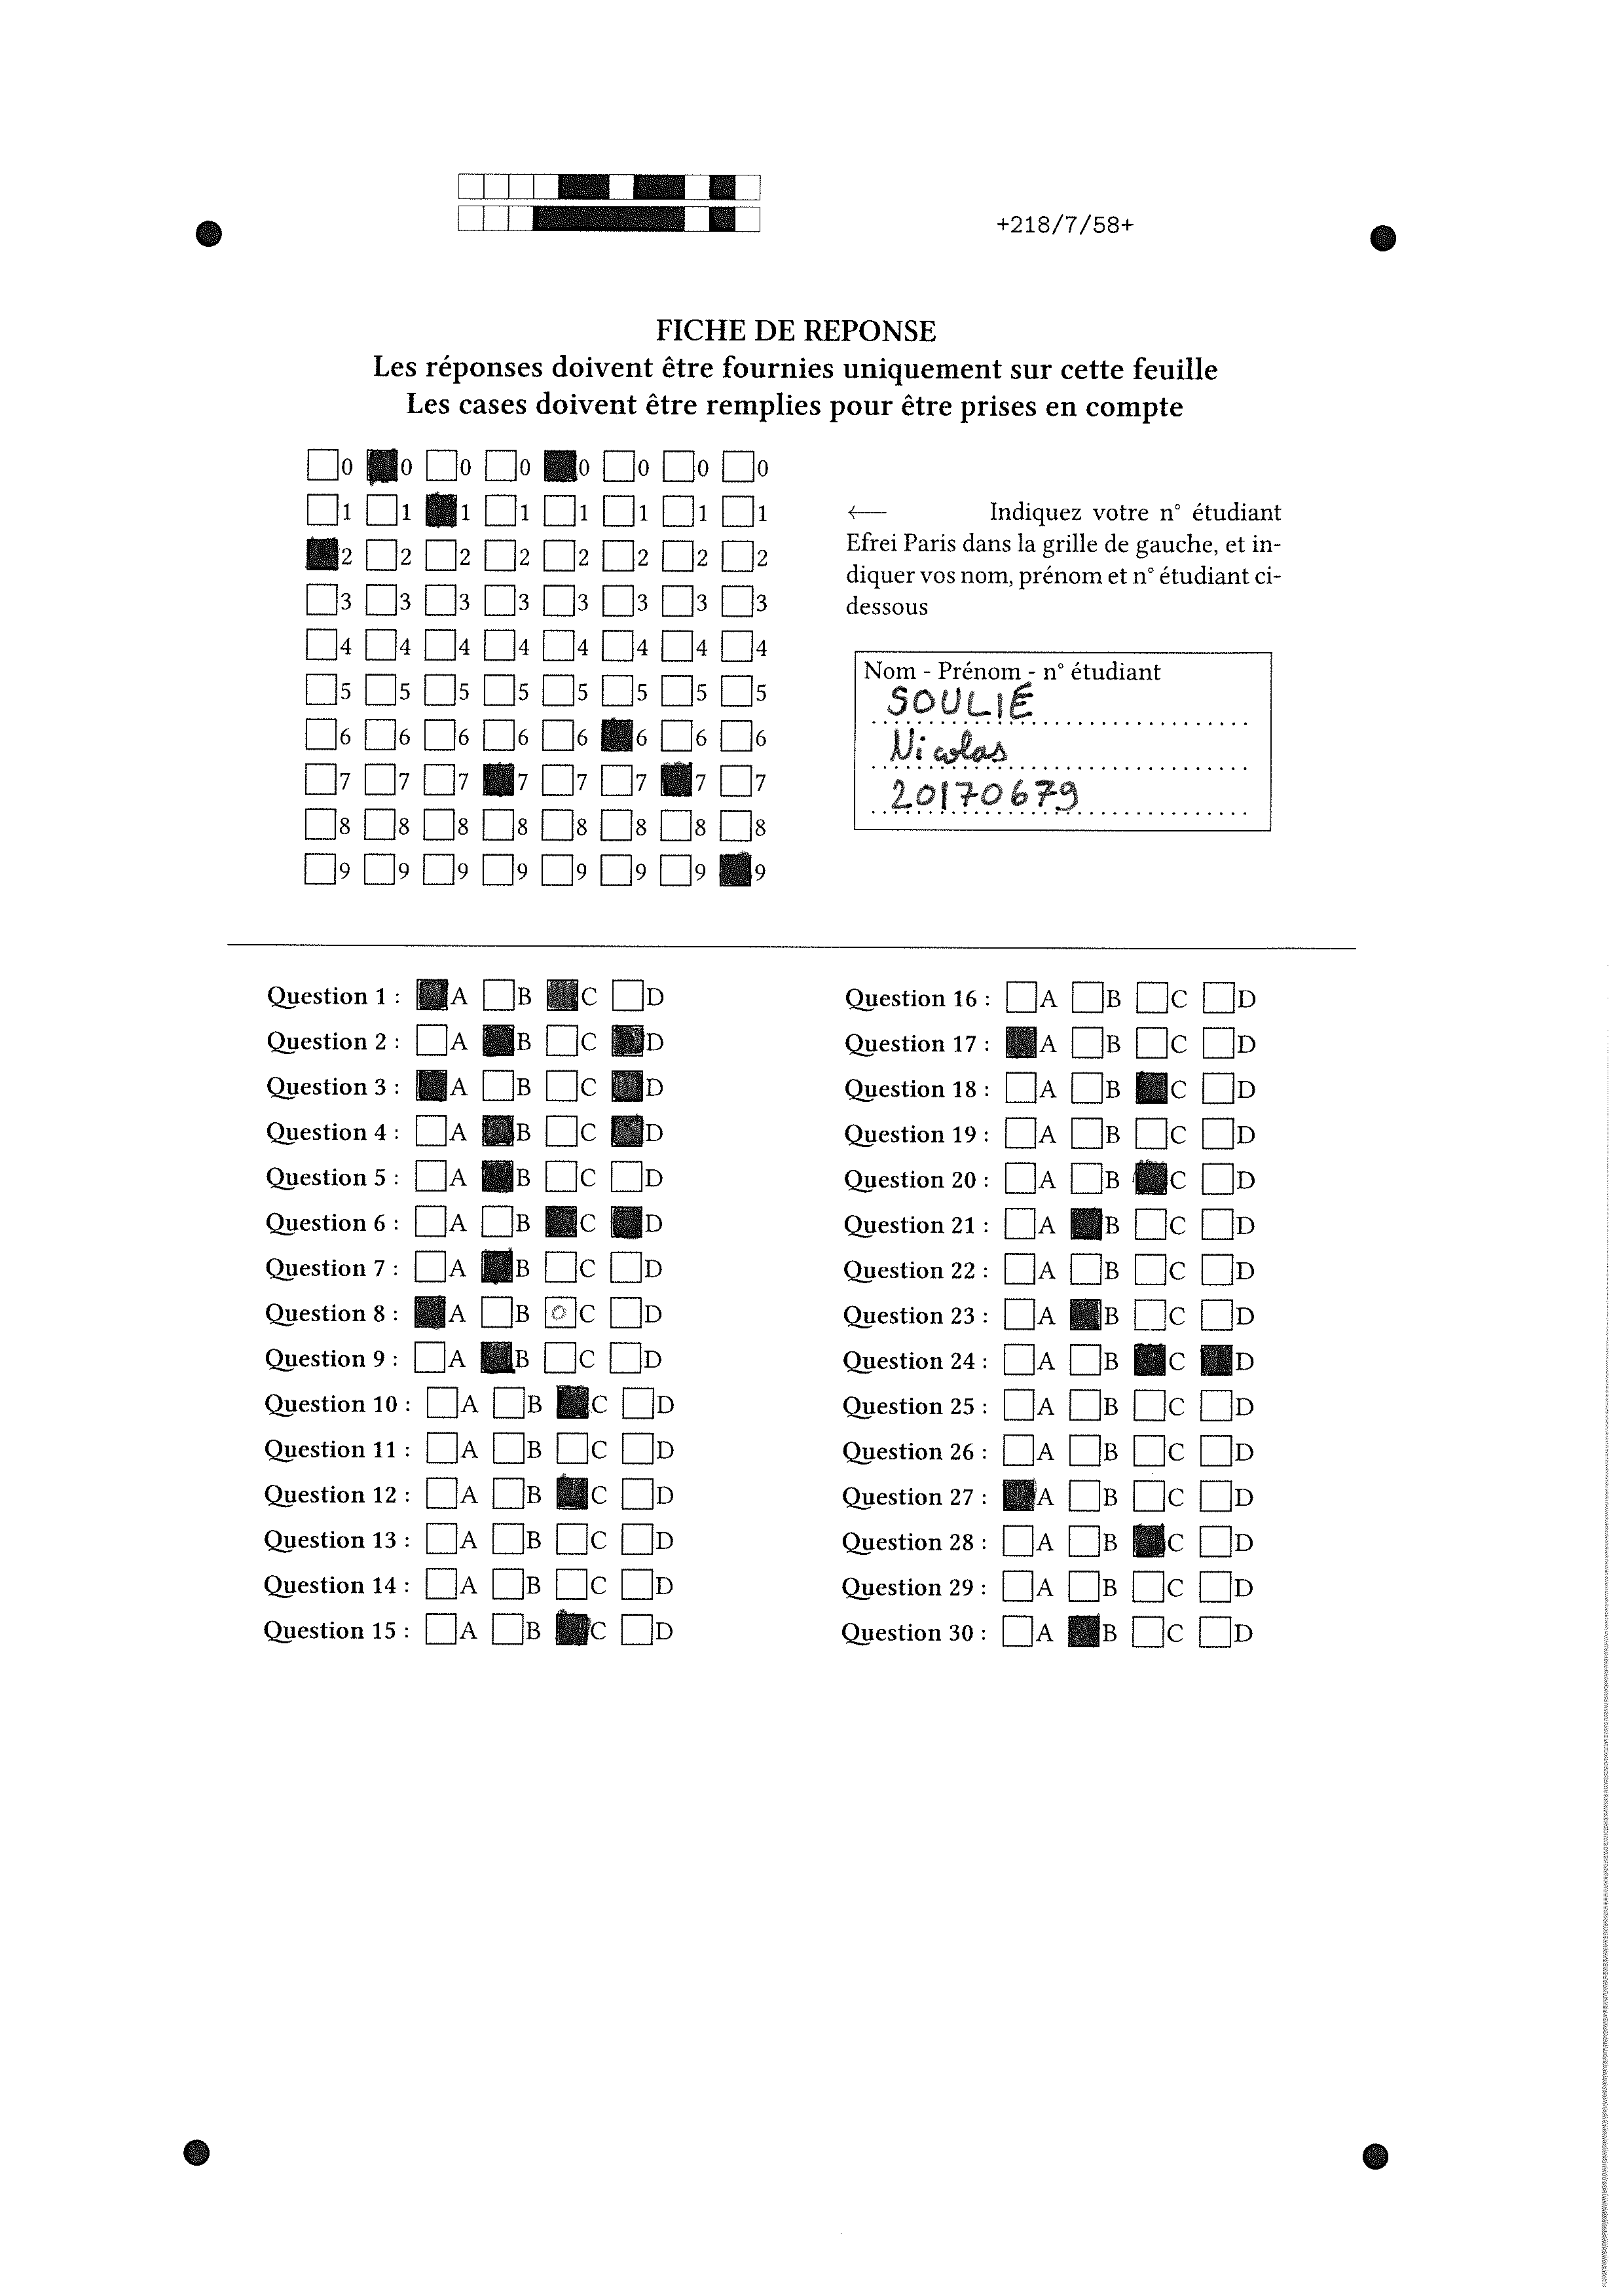 +218/7/58+
FICHE DE REPONSE
Les réponses doivent être fournies uniquement sur cette feuille
Les cases doivent être remplies pour être prises en compte
0 0 0 0 0 0 0 0
1 1 1 1 1 1 1 1
2 2 2 2 2 2 2 2
3 3 3 3 3 3 3 3
4 4 4 4 4 4 4 4
5 5 5 5 5 5 5 5
6 6 6 6 6 6 6 6
7 7 7 7 7 7 7 7
8 8 8 8 8 8 8 8
9 9 9 9 9 9 9 9
← Indiquez votre n° étudiant
Efrei Paris dans la grille de gauche, et in-
diquer vos nom, prénom et n° étudiant ci-
dessous
Nom - Prénom - n° étudiant
SOULIÉ
Nicolas
20170679
Question 1 : A B C D
Question 2 : A B C D
Question 3 : A B C D
Question 4 : A B C D
Question 5 : A B C D
Question 6 : A B C D
Question 7 : A B C D
Question 8 : A B C D
Question 9 : A B C D
Question 10 : A B C D
Question 11 : A B C D
Question 12 : A B C D
Question 13 : A B C D
Question 14 : A B C D
Question 15 : A B C D
Question 16 : A B C D
Question 17 : A B C D
Question 18 : A B C D
Question 19 : A B C D
Question 20 : A B C D
Question 21 : A B C D
Question 22 : A B C D
Question 23 : A B C D
Question 24 : A B C D
Question 25 : A B C D
Question 26 : A B C D
Question 27 : A B C D
Question 28 : A B C D
Question 29 : A B C D
Question 30 : A B C D